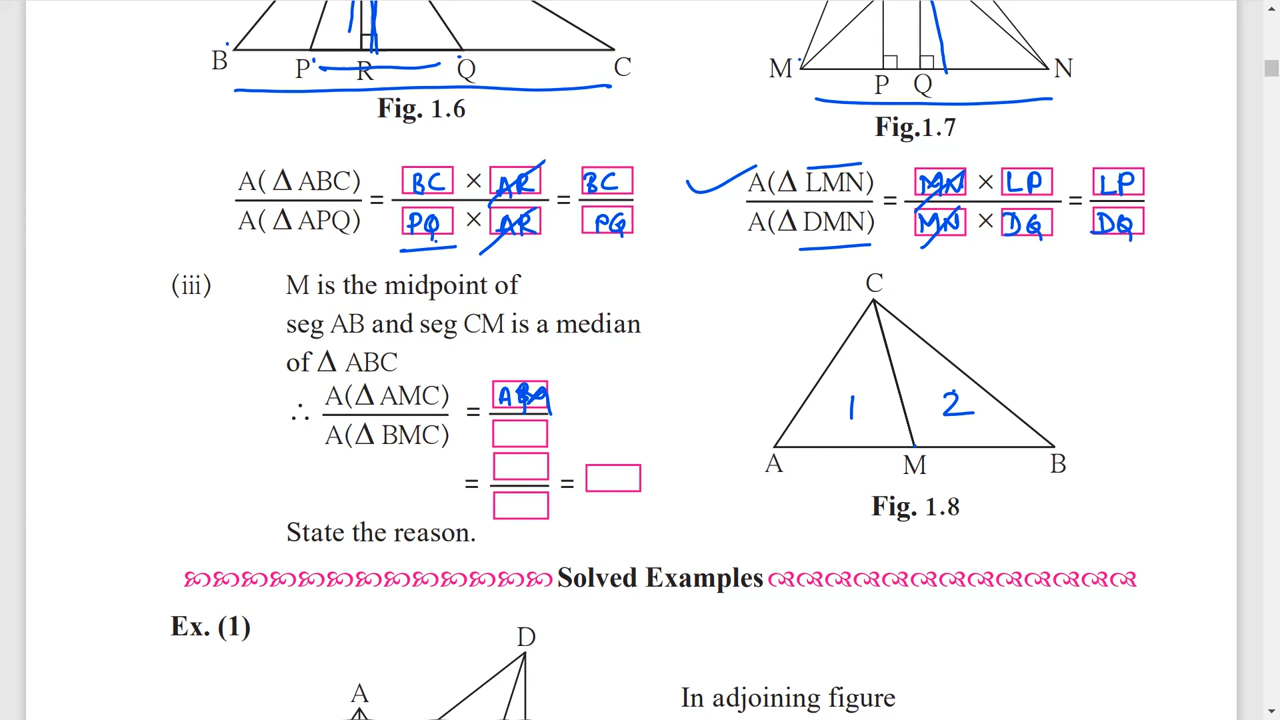 B P R Q C
Fig. 1.6
M P Q N
Fig.1.7
A( Δ ABC) / A( Δ APQ) = BC × AR / PQ × AR = BC / PQ
A(Δ LMN) / A(Δ DMN) = MN × LP / MN × DQ = LP / DQ
(iii) M is the midpoint of
seg AB and seg CM is a median
of Δ ABC
∴ A(Δ AMC) / A(Δ BMC) = A
= =
State the reason.
C
1 2
A M B
Fig. 1.8
Solved Examples
Ex. (1)
D
A
In adjoining figure